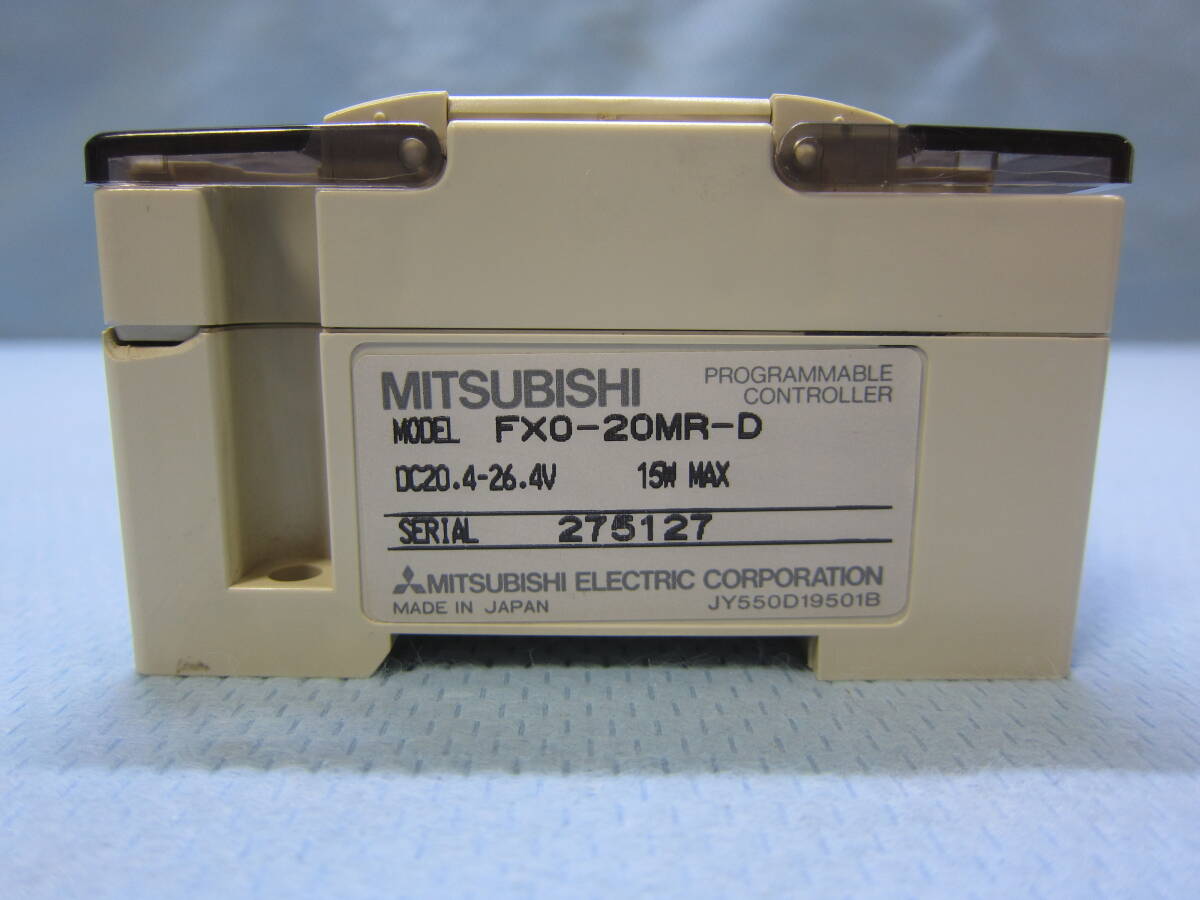 MITSUBISHI
PROGRAMMABLE
CONTROLLER
MODEL FX0-20MR-D
DC20.4-26.4V 15W MAX
SERIAL 275127
MITSUBISHI ELECTRIC CORPORATION
MADE IN JAPAN JY550D19501B